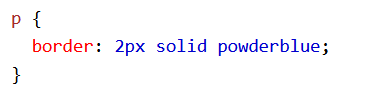 p {
  border: 2px solid powderblue;
}